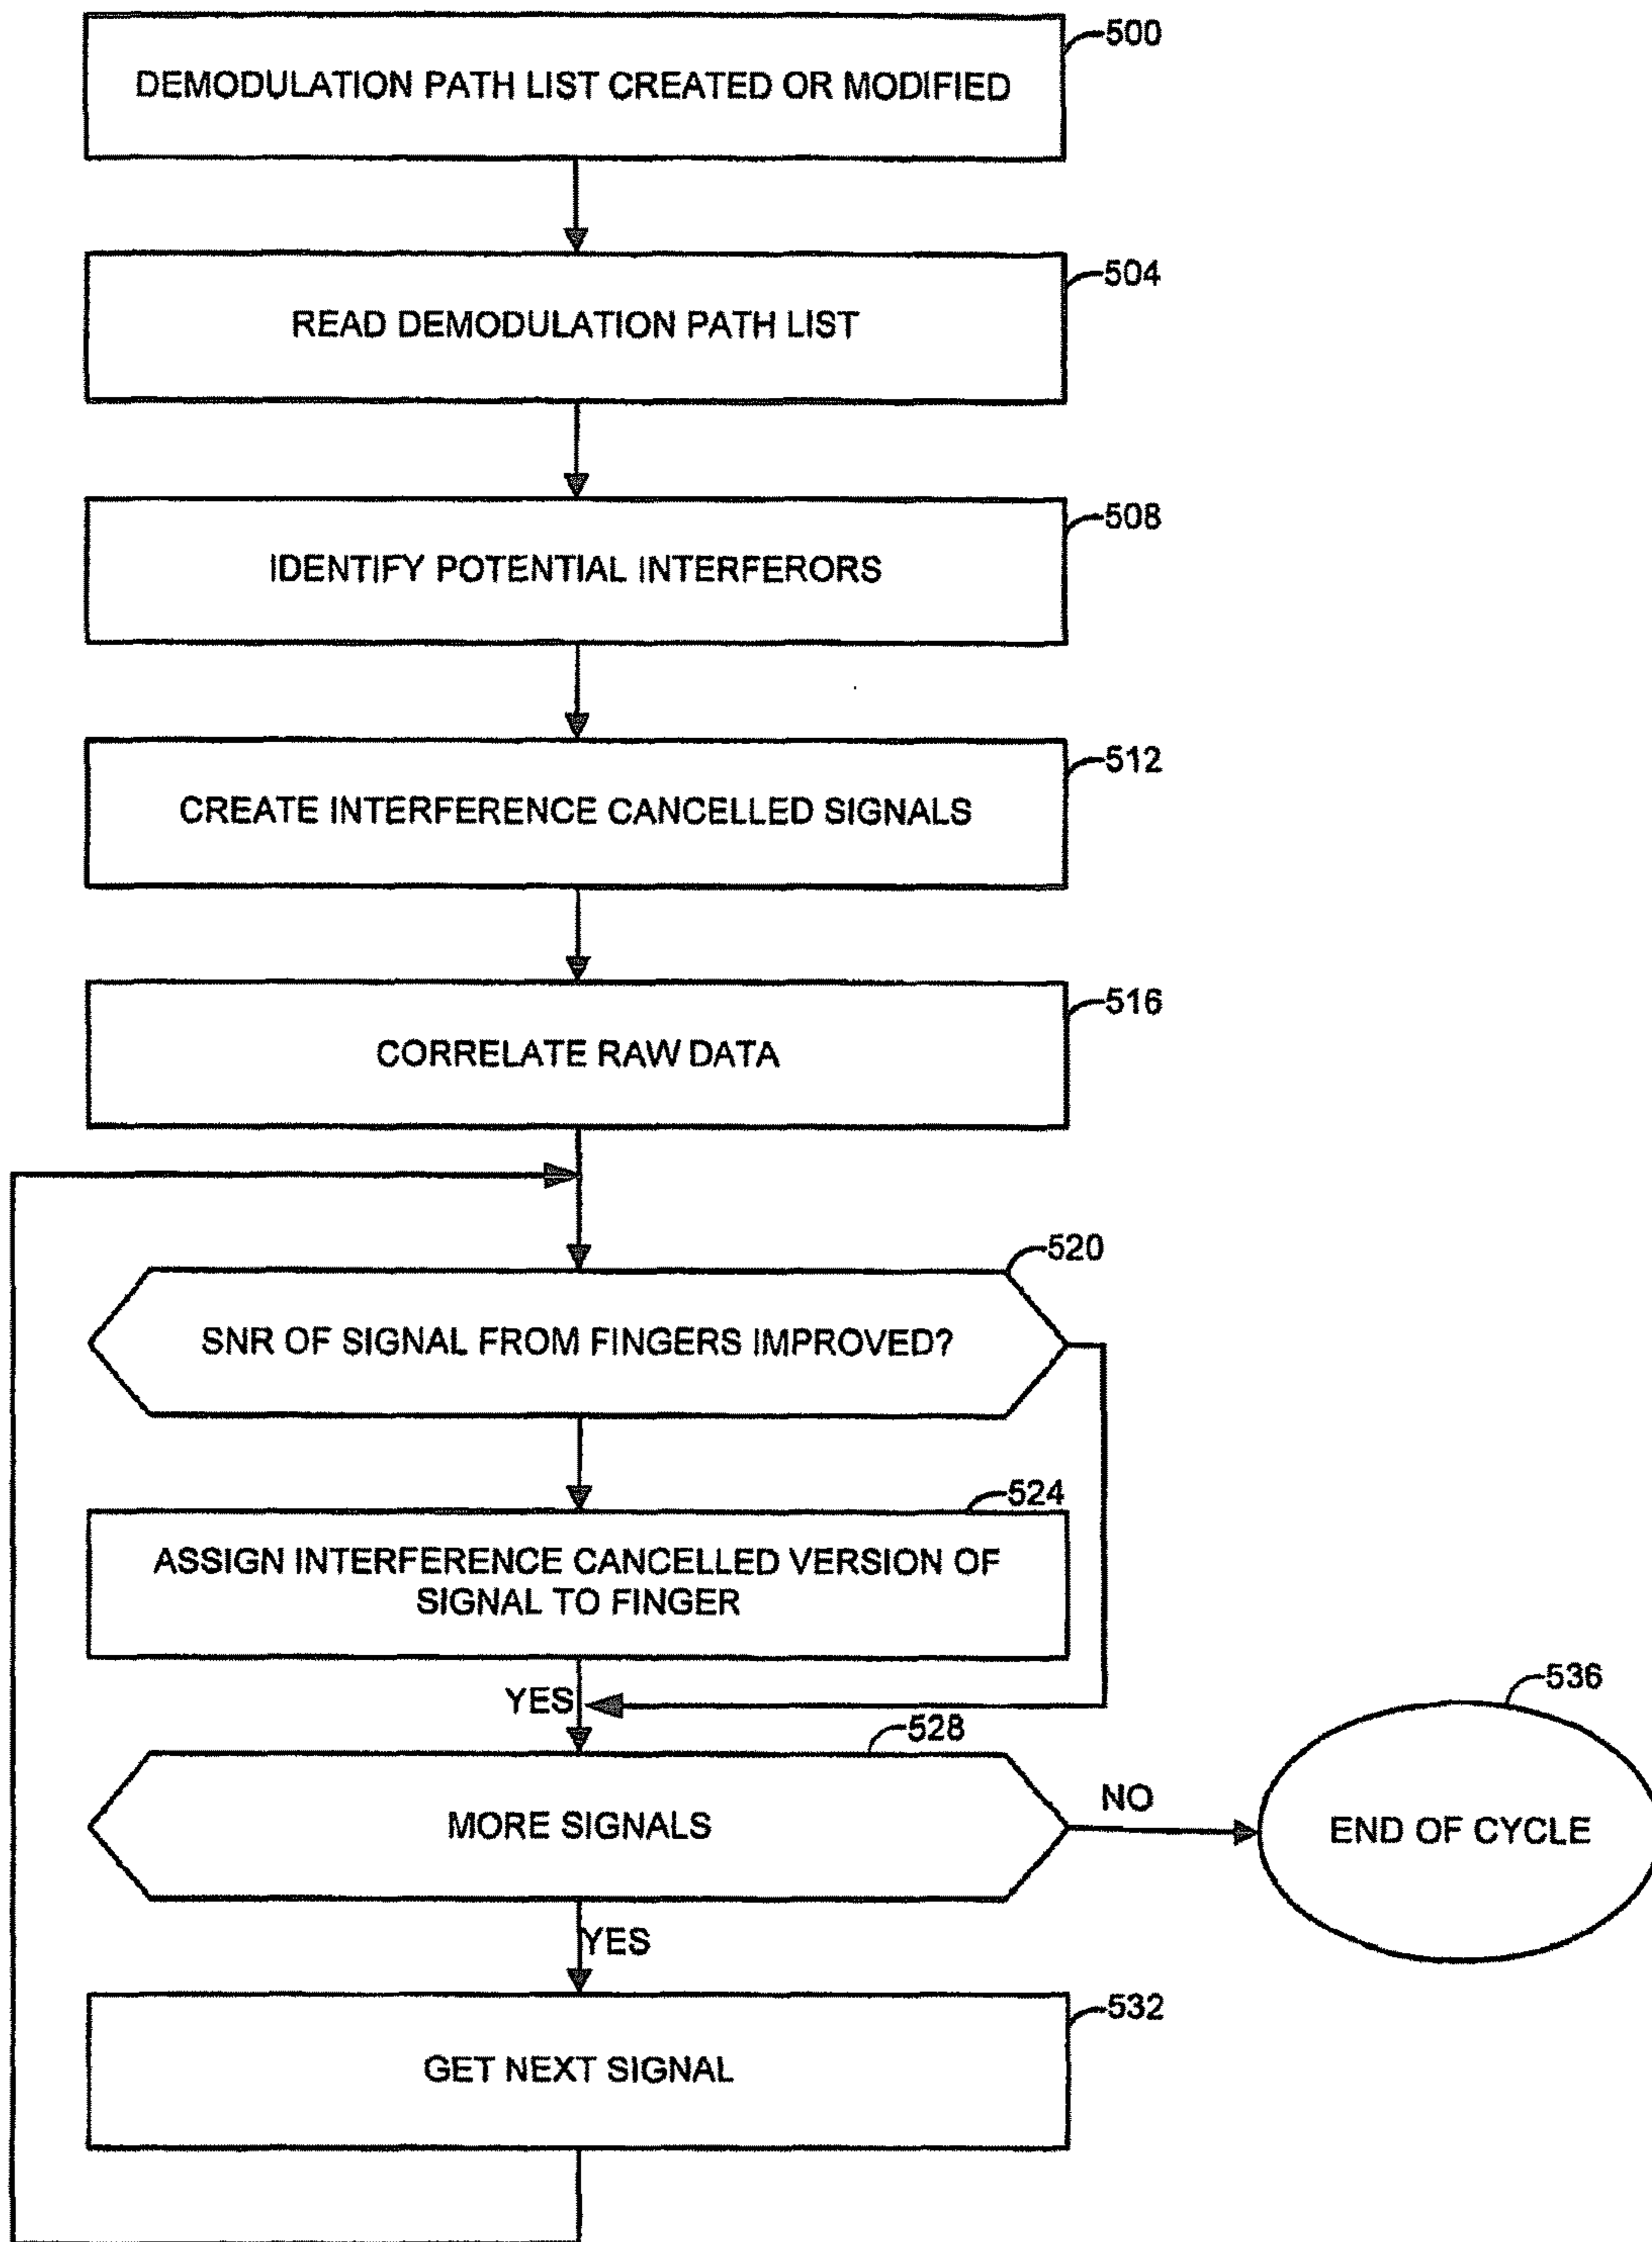 500
DEMODULATION PATH LIST CREATED OR MODIFIED
504
READ DEMODULATION PATH LIST
508
IDENTIFY POTENTIAL INTERFERORS
512
CREATE INTERFERENCE CANCELLED SIGNALS
516
CORRELATE RAW DATA
520
SNR OF SIGNAL FROM FINGERS IMPROVED?
524
ASSIGN INTERFERENCE CANCELLED VERSION OF
SIGNAL TO FINGER
YES
528
MORE SIGNALS
NO
536
END OF CYCLE
YES
532
GET NEXT SIGNAL